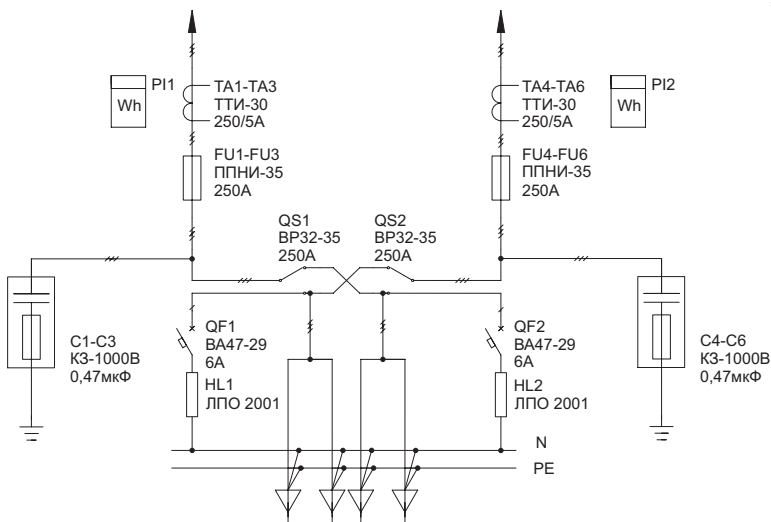 PI1
Wh
TA1-TA3
ТТИ-30
250/5А
TA4-TA6
ТТИ-30
250/5А
PI2
Wh
FU1-FU3
ППНИ-35
250А
FU4-FU6
ППНИ-35
250А
QS1
ВР32-35
250А
QS2
ВР32-35
250А
C1-C3
КЗ-1000В
0,47мкФ
QF1
ВА47-29
6А
HL1
ЛПО 2001
QF2
ВА47-29
6А
HL2
ЛПО 2001
C4-C6
КЗ-1000В
0,47мкФ
N
PE